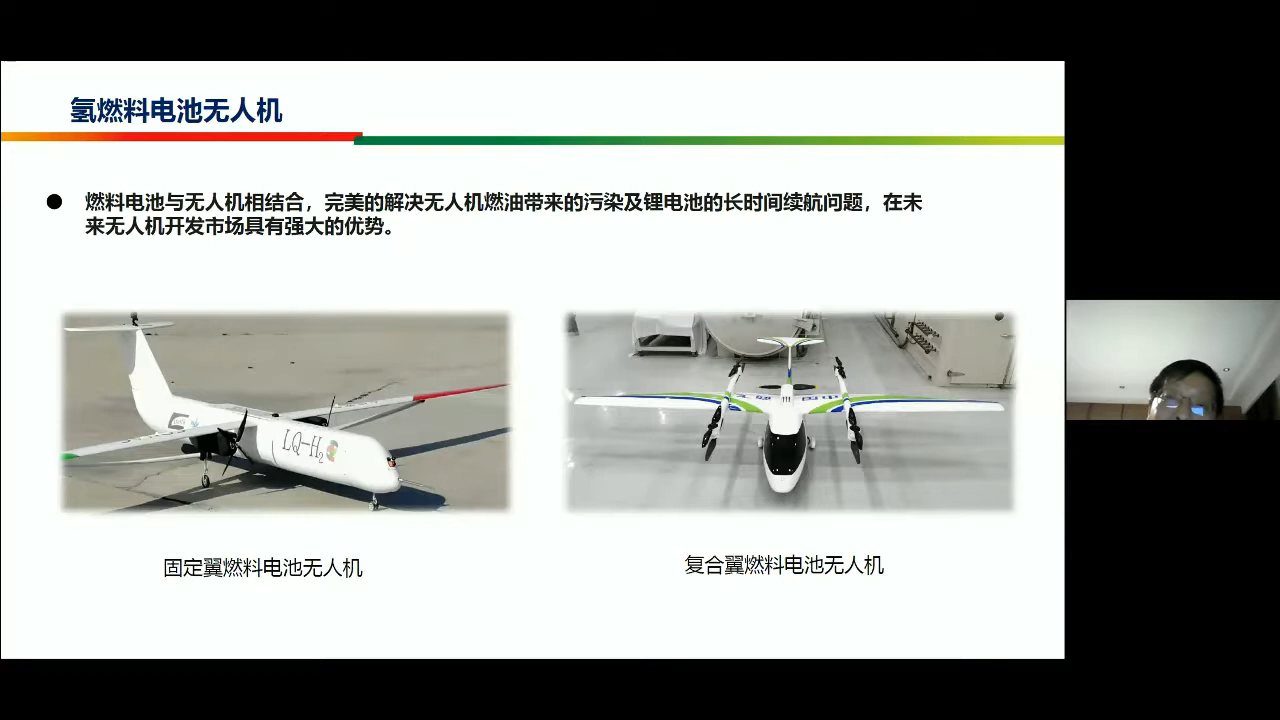 氢燃料电池无人机
燃料电池与无人机相结合，完美的解决无人机燃油带来的污染及锂电池的长时间续航问题，在未
来无人机开发市场具有强大的优势。
LQ-H₂
固定翼燃料电池无人机
复合翼燃料电池无人机